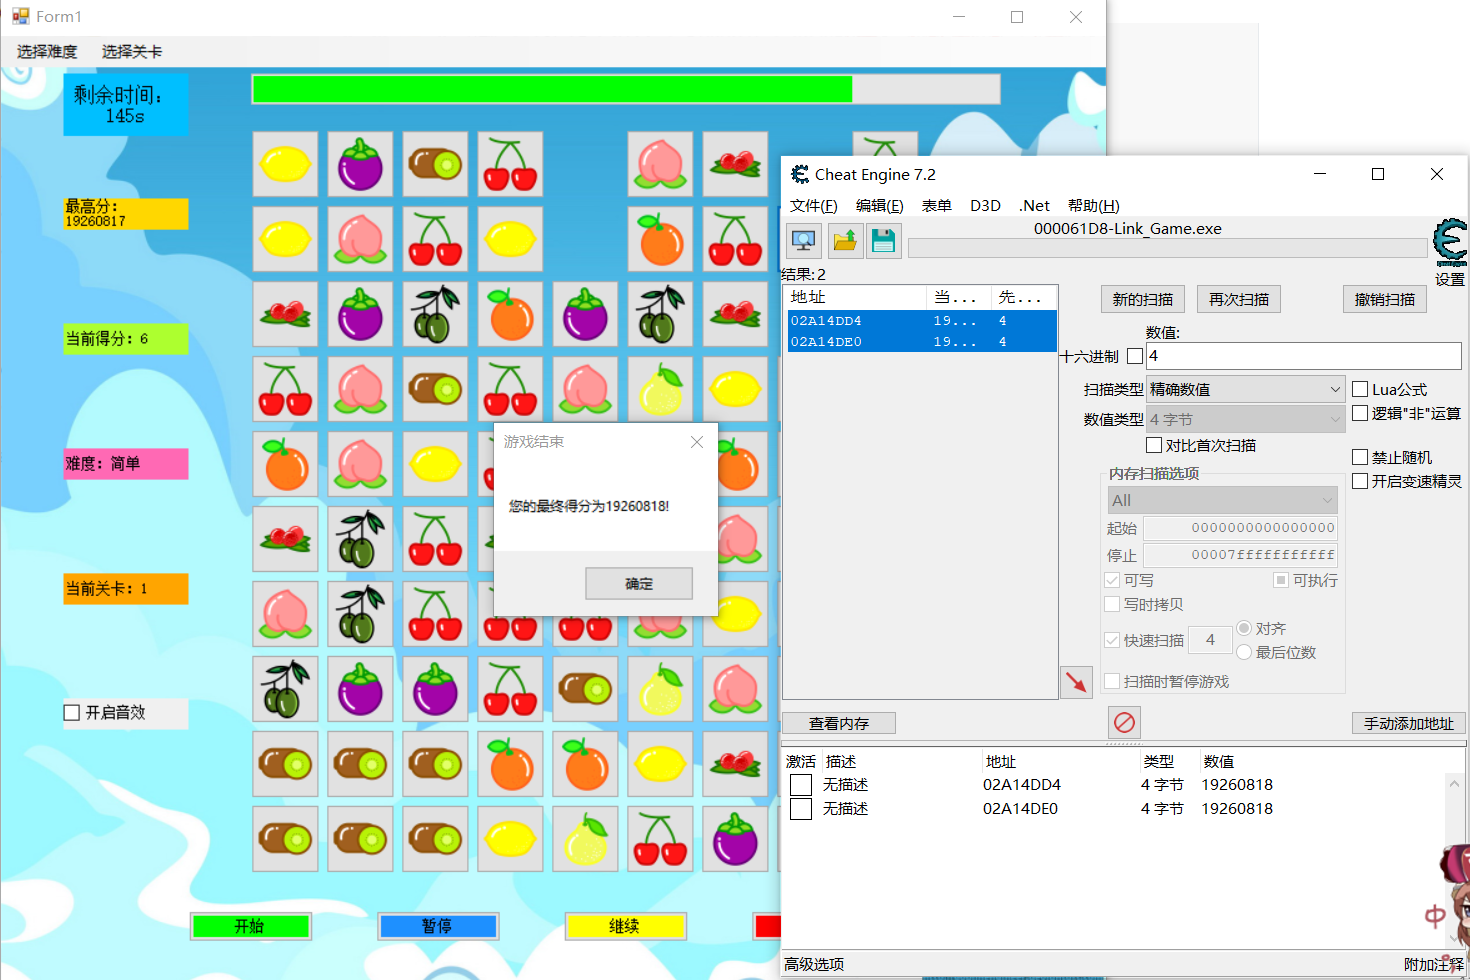 Form1
选择难度 选择关卡
剩余时间：
145s
最高分：
19260817
当前得分：6
难度：简单
当前关卡：1
开启音效
开始 暂停 继续
游戏结束
您的最终得分为19260818!
确定
Cheat Engine 7.2
文件(F) 编辑(E) 表单 D3D .Net 帮助(H)
000061D8-Link_Game.exe
设置
结果:2
地址 当... 先...
02A14DD4 19... 4
02A14DE0 19... 4
新的扫描 再次扫描 撤销扫描
数值:
十六进制 4
扫描类型 精确数值
Lua公式
数值类型 4 字节
逻辑"非"运算
对比首次扫描
禁止随机
开启变速精灵
内存扫描选项
All
起始 0000000000000000
停止 00007fffffffffff
可写 可执行
写时拷贝
快速扫描 4 对齐
最后位数
扫描时暂停游戏
查看内存 手动添加地址
激活 描述 地址 类型 数值
无描述 02A14DD4 4 字节 19260818
无描述 02A14DE0 4 字节 19260818
中
高级选项 附加注释